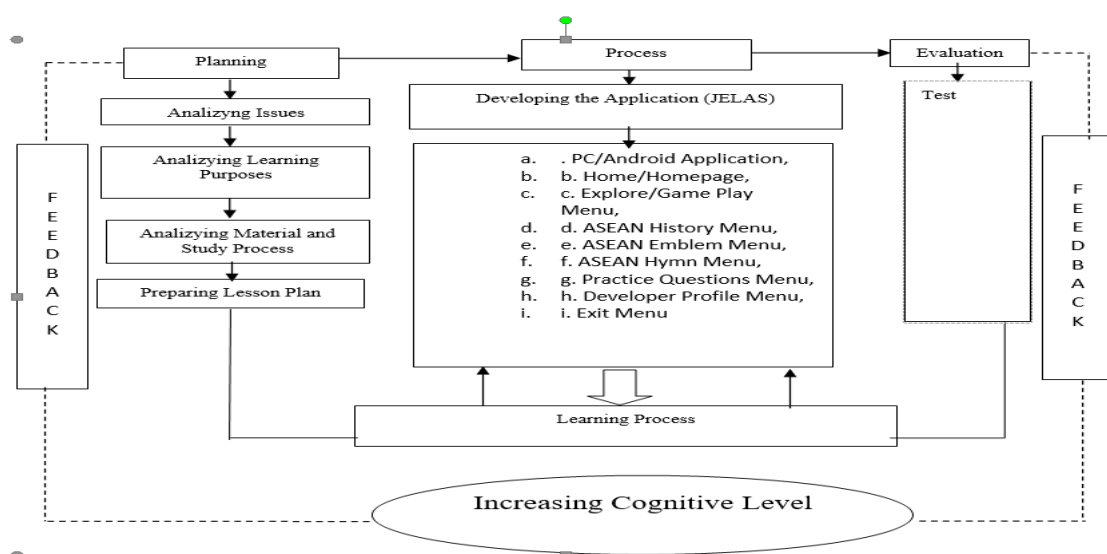 Planning
Process
Evaluation
Analizyng Issues
Analizying Learning
Purposes
Analizying Material and
Study Process
Preparing Lesson Plan
Developing the Application (JELAS)
a. . PC/Android Application,
b. b. Home/Homepage,
c. c. Explore/Game Play
Menu,
d. d. ASEAN History Menu,
e. e. ASEAN Emblem Menu,
f. f. ASEAN Hymn Menu,
g. g. Practice Questions Menu,
h. h. Developer Profile Menu,
i. i. Exit Menu
Test
F
E
E
D
B
A
C
K
F
E
E
D
B
A
C
K
Learning Process
Increasing Cognitive Level